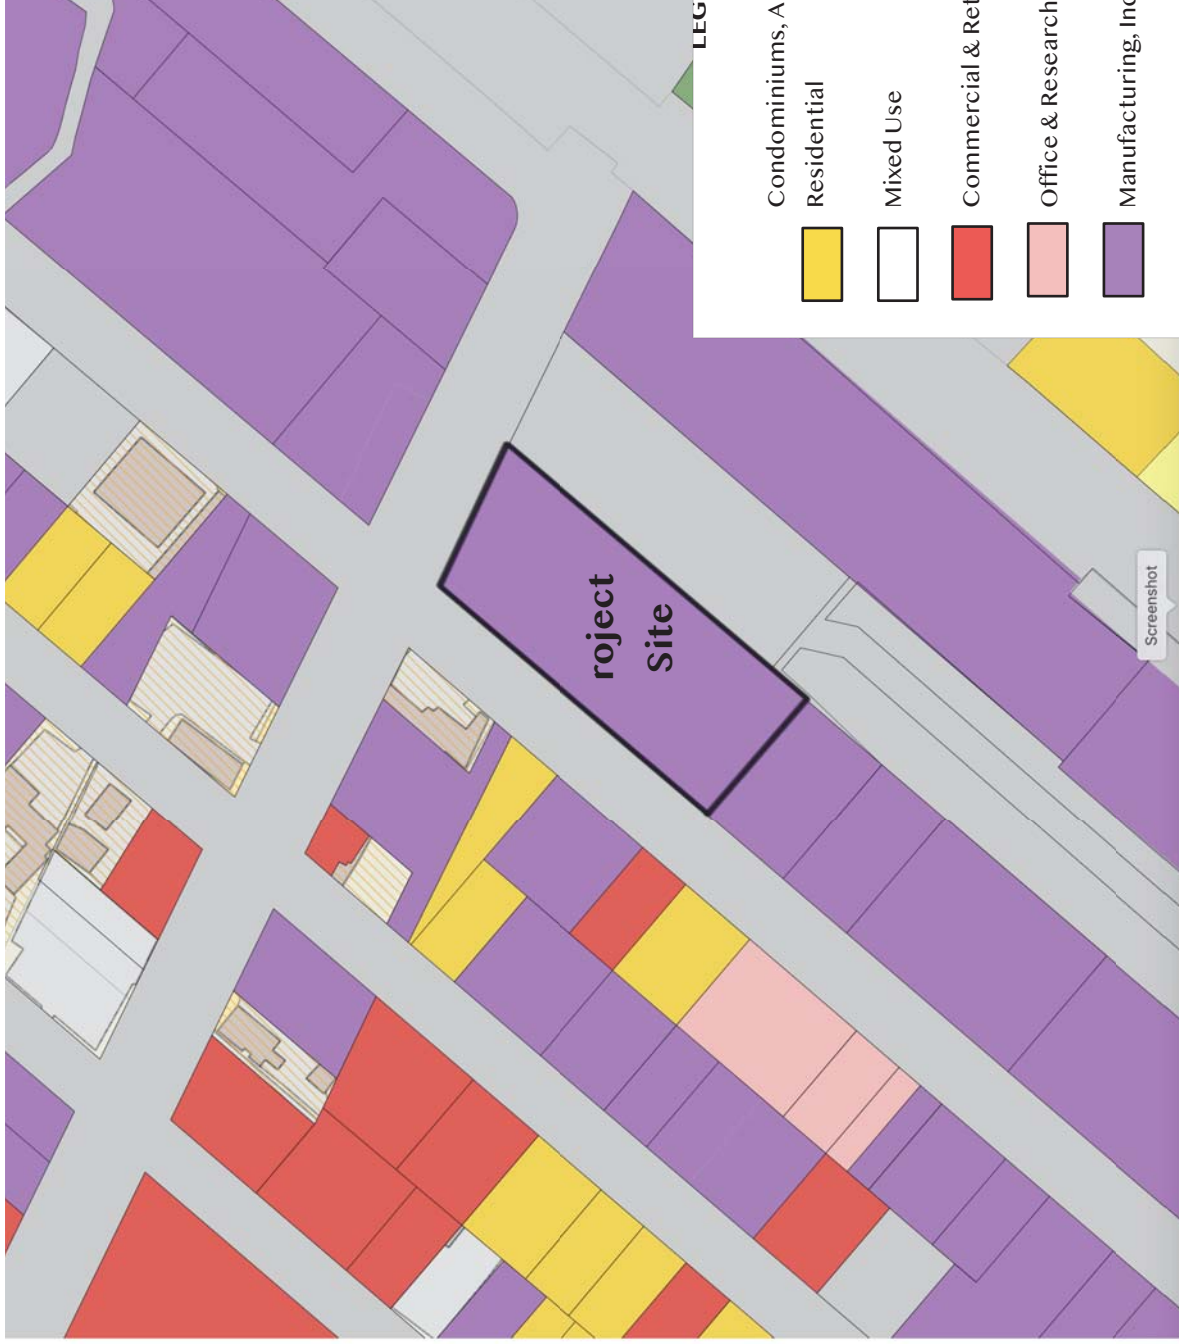 LEG
Condominiums, A
Residential
Mixed Use
Commercial & Ret
Office & Research
Manufacturing, Inc
roject
Site
Screenshot